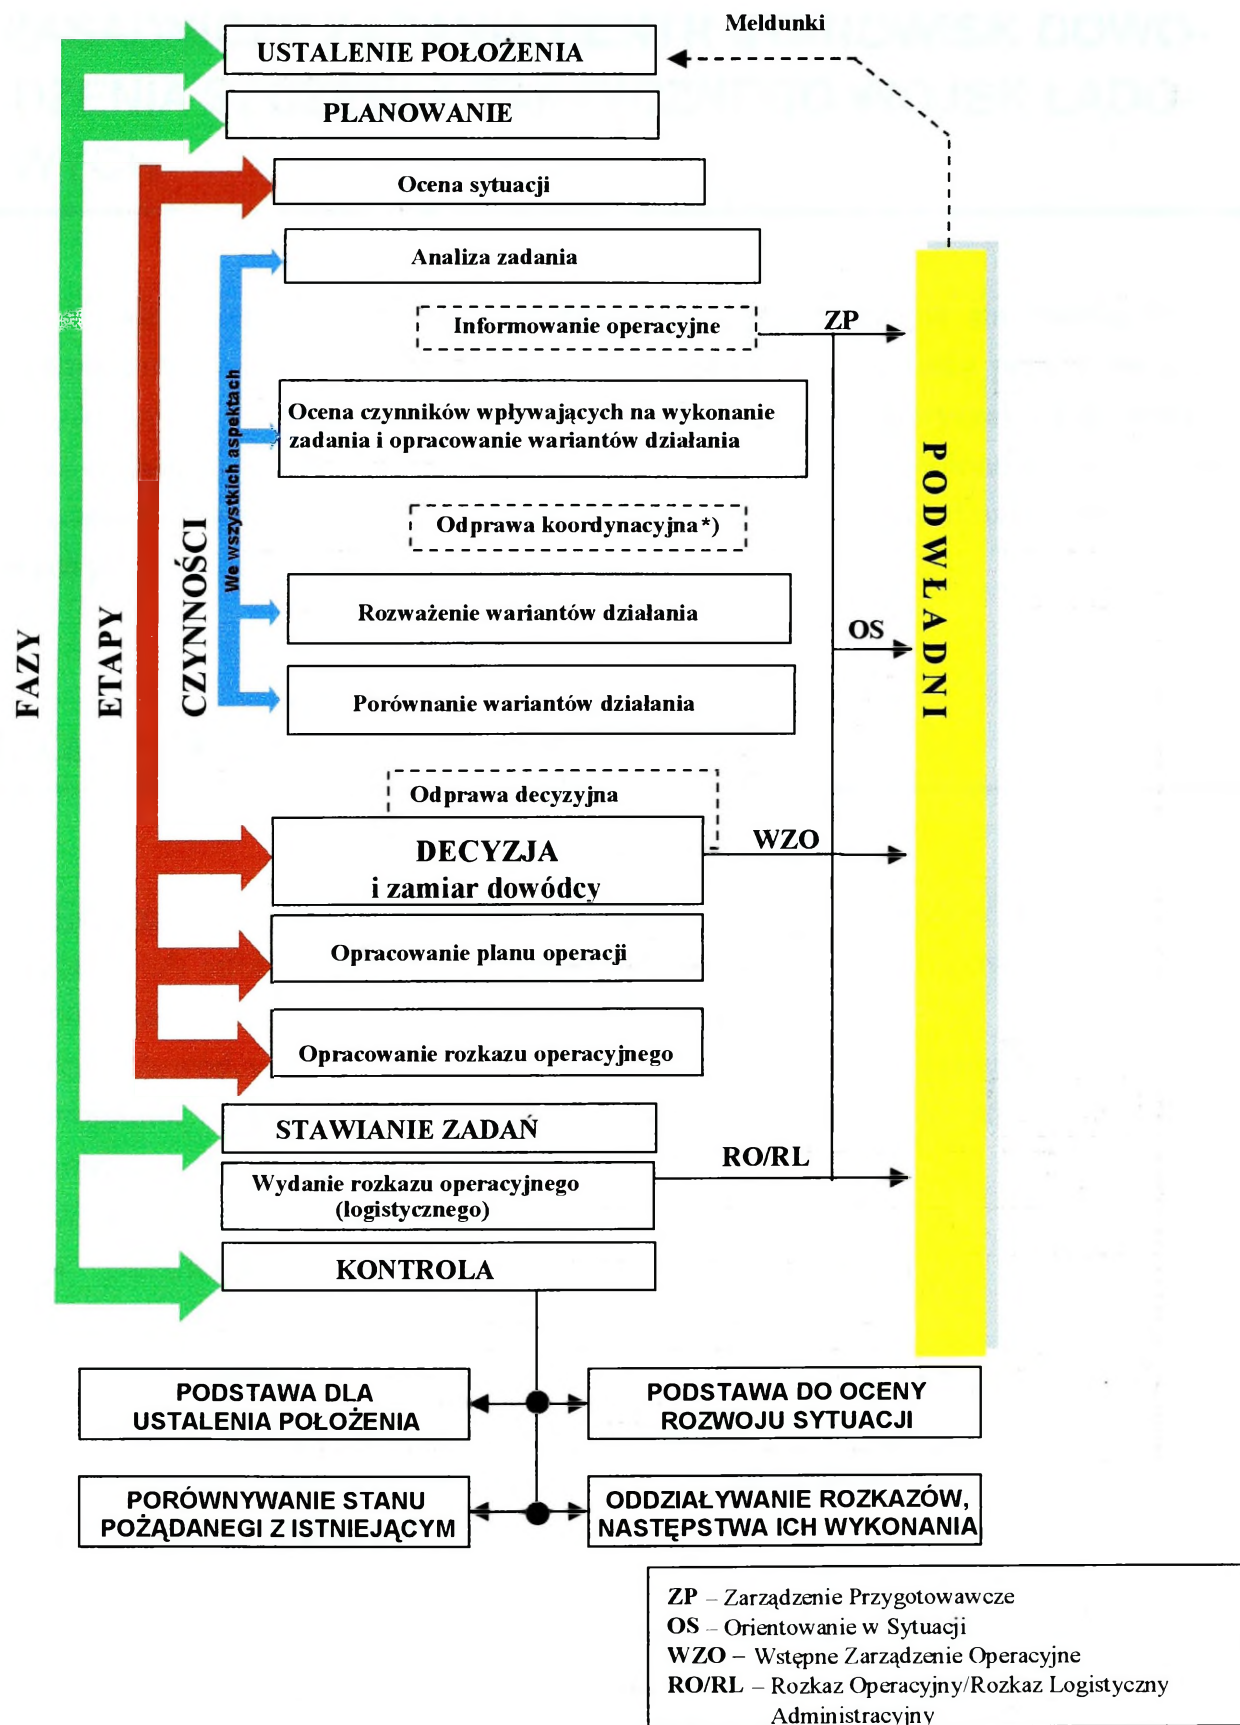 Meldunki
USTALENIE POŁOŻENIA
PLANOWANIE
Ocena sytuacji
Analiza zadania
Informowanie operacyjne
ZP
Ocena czynników wpływających na wykonanie
zadania i opracowanie wariantów działania
Odprawa koordynacyjna*)
Rozważenie wariantów działania
OS
Porównanie wariantów działania
FAZY
ETAPY
CZYNNOŚCI
We wszystkich aspektach
PODWŁADNI
Odprawa decyzyjna
DECYZJA
i zamiar dowódcy
WZO
Opracowanie planu operacji
Opracowanie rozkazu operacyjnego
STAWIANIE ZADAŃ
Wydanie rozkazu operacyjnego
(logistycznego)
RO/RL
KONTROLA
PODSTAWA DLA
USTALENIA POŁOŻENIA
PODSTAWA DO OCENY
ROZWOJU SYTUACJI
PORÓWNYWANIE STANU
POŻĄDANEGI Z ISTNIEJĄCYM
ODDZIAŁYWANIE ROZKAZÓW,
NASTĘPSTWA ICH WYKONANIA
ZP – Zarządzenie Przygotowawcze
OS – Orientowanie w Sytuacji
WZO – Wstępne Zarządzenie Operacyjne
RO/RL – Rozkaz Operacyjny/Rozkaz Logistyczny
Administracyjny